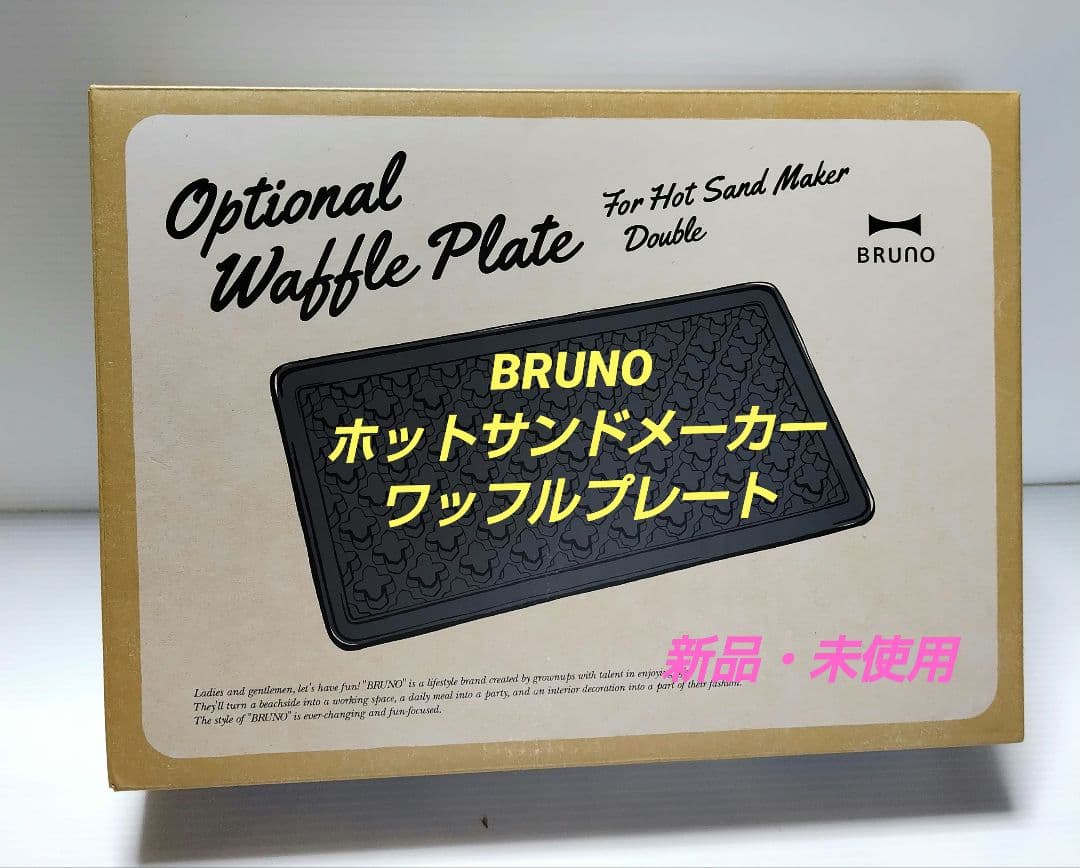 Optional
Waffle Plate
For Hot Sand Maker
Double
BRUNO
BRUNO
ホットサンドメーカー
ワッフルプレート
新品・未使用
Ladies and gentlemen, let's have fun! "BRUNO" is a lifestyle brand created by grownups with talent in enjoying
They'll turn a beachside into a working space, a daily meal into a party, and an interior decoration into a part of their fashion.
The style of "BRUNO" is ever-changing and fun-focused.